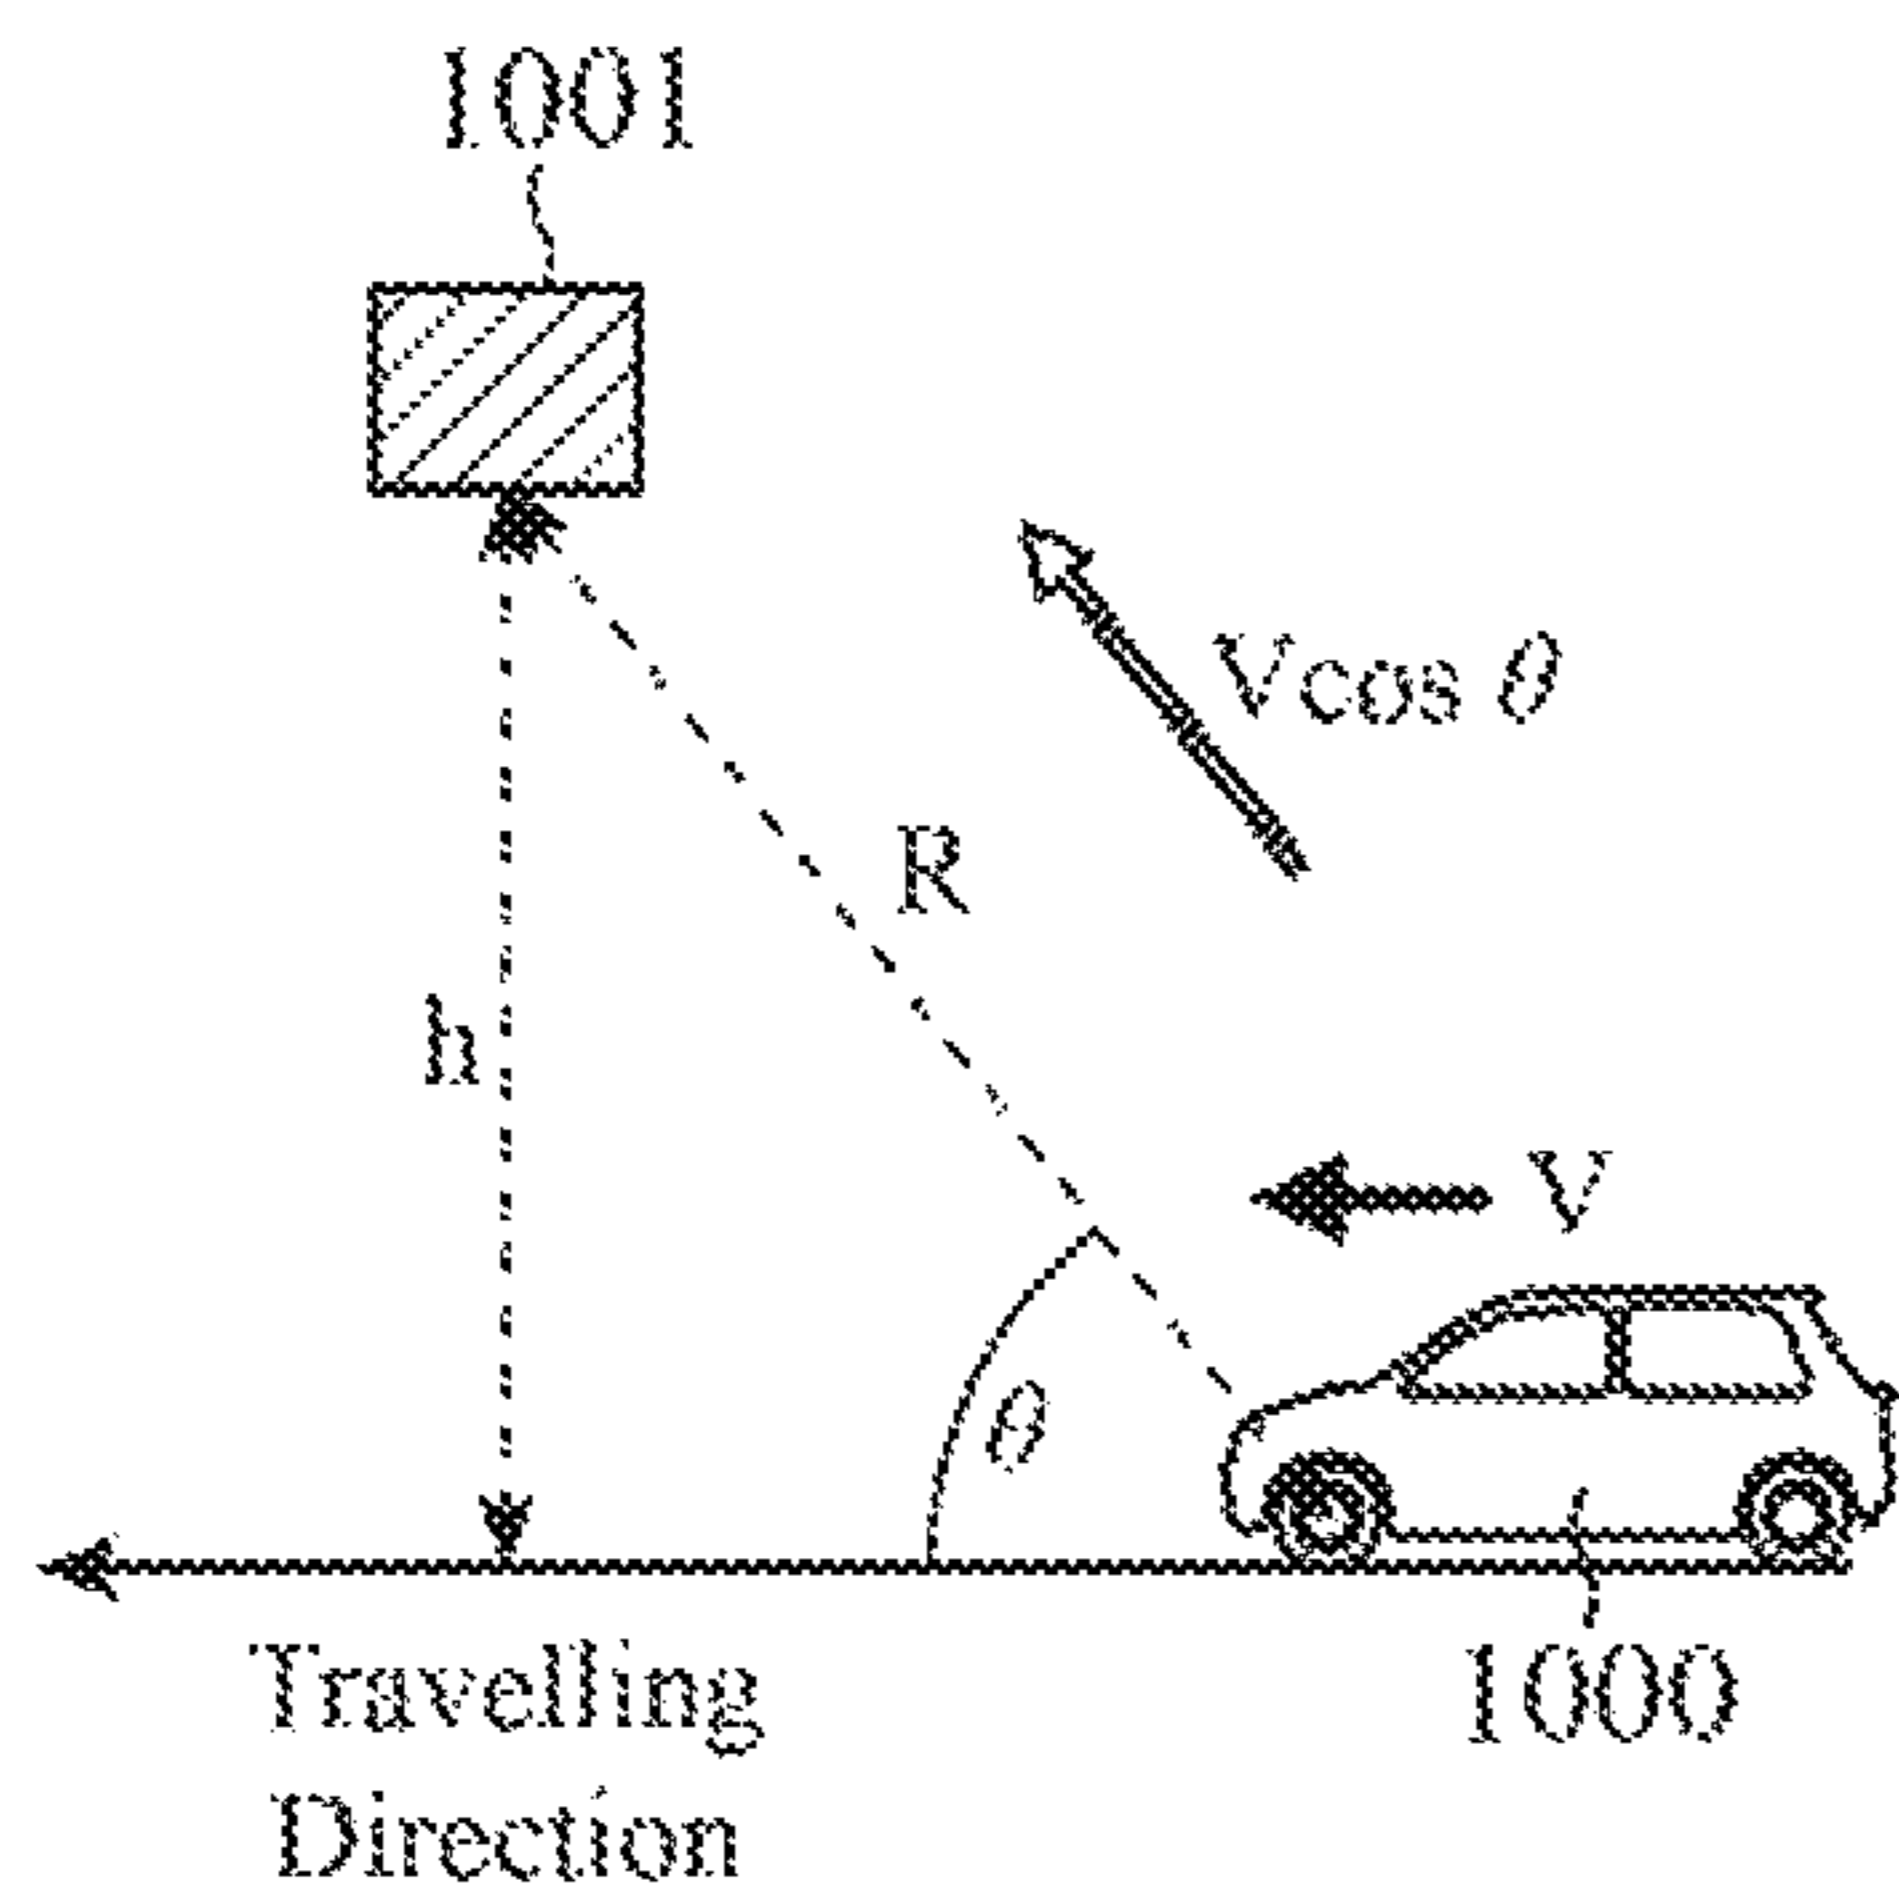 1001
Vcos θ
R
h
V
θ
Travelling
Direction
1000